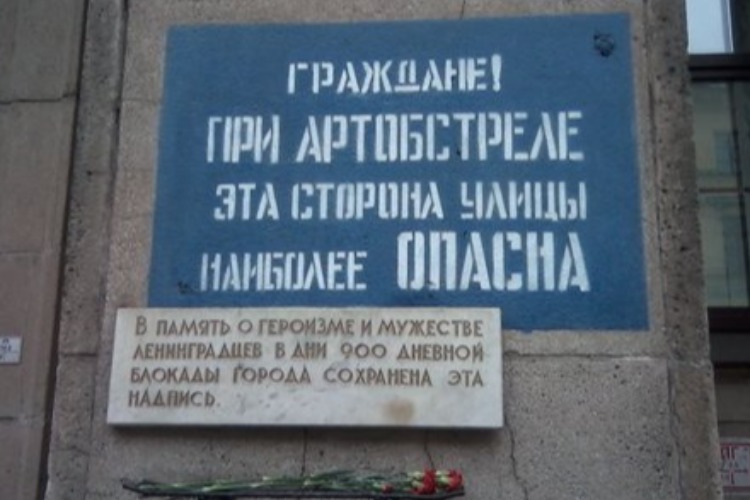 ГРАЖДАНЕ!
ПРИ АРТОБСТРЕЛЕ
ЭТА СТОРОНА УЛИЦЫ
НАИБОЛЕЕ ОПАСНА
В ПАМЯТЬ О ГЕРОИЗМЕ И МУЖЕСТВЕ
ЛЕНИНГРАДЦЕВ В ДНИ 900 ДНЕВНОЙ
БЛОКАДЫ ГОРОДА СОХРАНЕНА ЭТА
НАДПИСЬ.